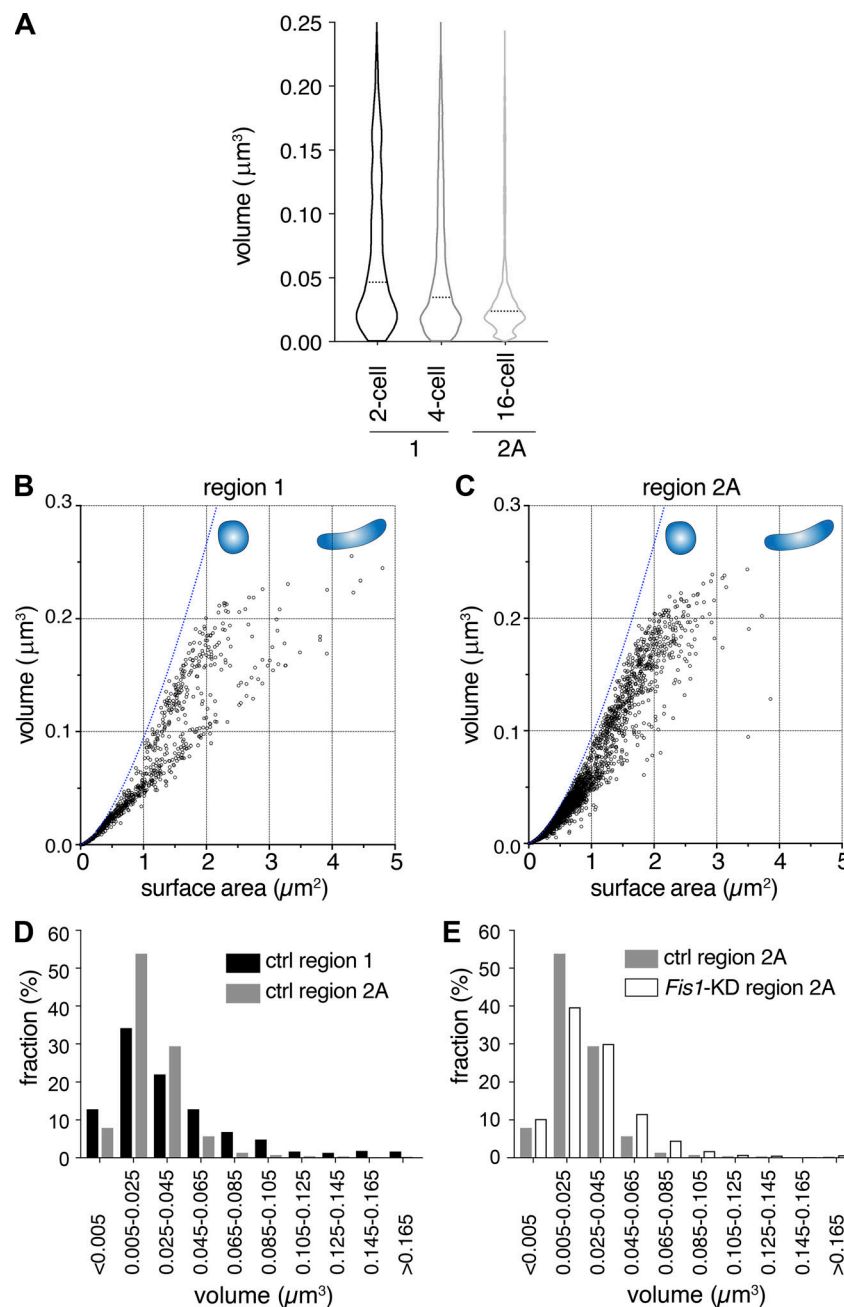 A
0.25
0.20
0.15
0.10
0.05
0.00
volume (μm³)
2-cell
4-cell
16-cell
1
2A
B
region 1
0.3
0.2
0.1
0.0
volume (μm³)
0 1 2 3 4 5
surface area (μm²)
C
region 2A
0.3
0.2
0.1
0.0
volume (μm³)
0 1 2 3 4 5
surface area (μm²)
D
60
50
40
30
20
10
0
fraction (%)
ctrl region 1
ctrl region 2A
<0.005
0.005-0.025
0.025-0.045
0.045-0.065
0.065-0.085
0.085-0.105
0.105-0.125
0.125-0.145
0.145-0.165
>0.165
volume (μm³)
E
60
50
40
30
20
10
0
fraction (%)
ctrl region 2A
Fis1-KD region 2A
<0.005
0.005-0.025
0.025-0.045
0.045-0.065
0.065-0.085
0.085-0.105
0.105-0.125
0.125-0.145
0.145-0.165
>0.165
volume (μm³)